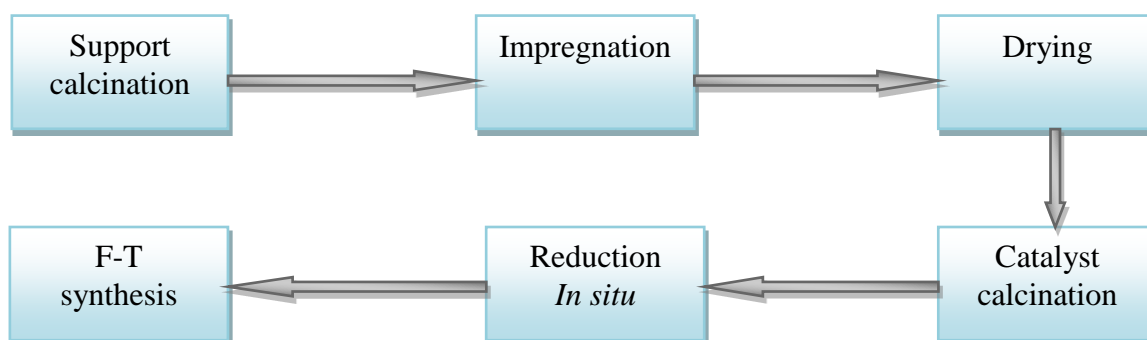 Support
calcination
Impregnation
Drying
Catalyst
calcination
Reduction
In situ
F-T
synthesis